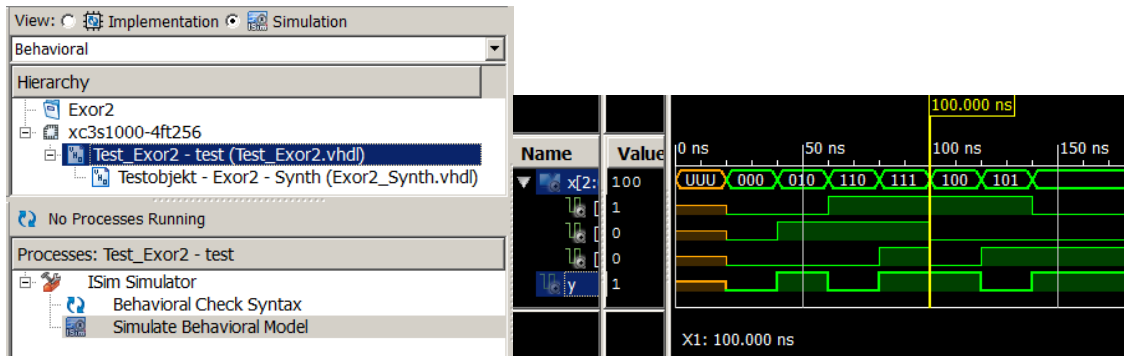 View: Implementation Simulation
Behavioral
Hierarchy
Exor2
xc3s1000-4ft256
Test_Exor2 - test (Test_Exor2.vhdl)
Testobjekt - Exor2 - Synth (Exor2_Synth.vhdl)
No Processes Running
Processes: Test_Exor2 - test
ISim Simulator
Behavioral Check Syntax
Simulate Behavioral Model
100.000 ns
Name Value 0 ns 50 ns 100 ns 150 ns
x[2: 100 UUU 000 010 110 111 100 101
[ 1
[ 0
[ 0
y 1
X1: 100.000 ns